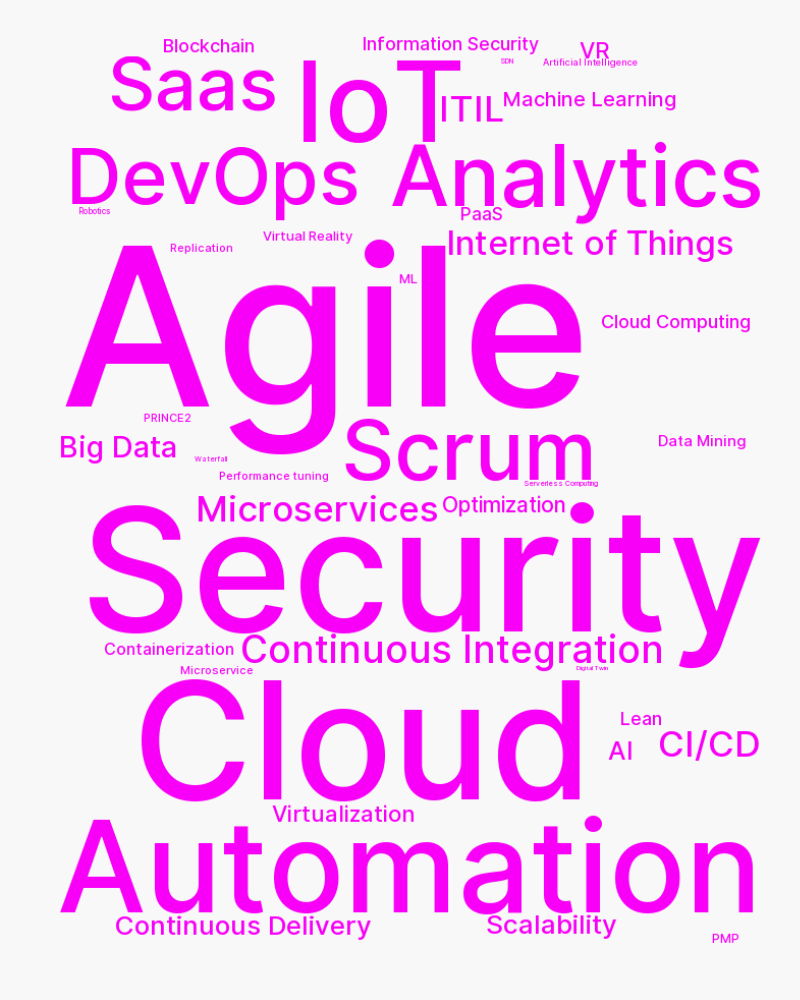 Blockchain
Information Security
VR
SDN
Artificial Intelligence
Saas
IoT
ITIL
Machine Learning
DevOps
Analytics
Robotics
PaaS
Virtual Reality
Internet of Things
Replication
ML
Agile
Cloud Computing
PRINCE2
Big Data
Scrum
Data Mining
Waterfall
Performance tuning
Serverless Computing
Microservices
Optimization
Security
Containerization
Continuous Integration
Microservice
Digital Twin
Cloud
Lean
AI
CI/CD
Virtualization
Automation
Continuous Delivery
Scalability
PMP